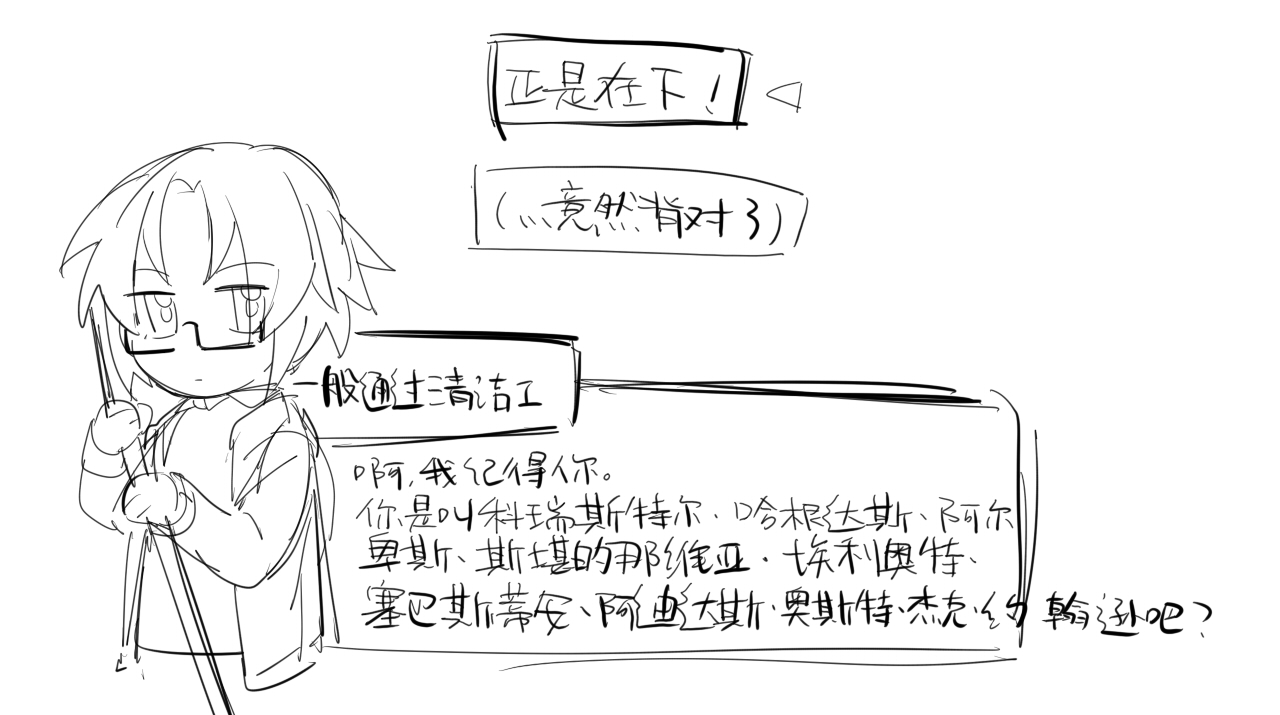 正是在下!
(…竟然背对了)
一般通过清洁工
啊,我记得你。
你是叫科瑞斯特尔·哈根达斯、阿尔
卑斯、斯堪的那维亚·埃利奥特、
塞巴斯蒂安、阿迪达斯·奥斯特·杰克·约翰逊吧?